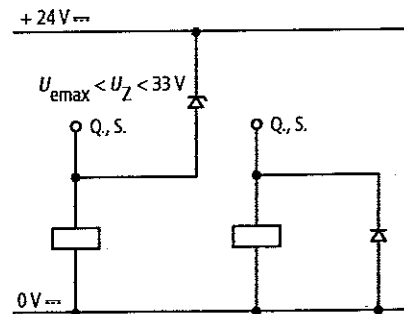 + 24 V ⎓
U_emax < U_Z < 33 V
Q., S.
Q., S.
0 V ⎓